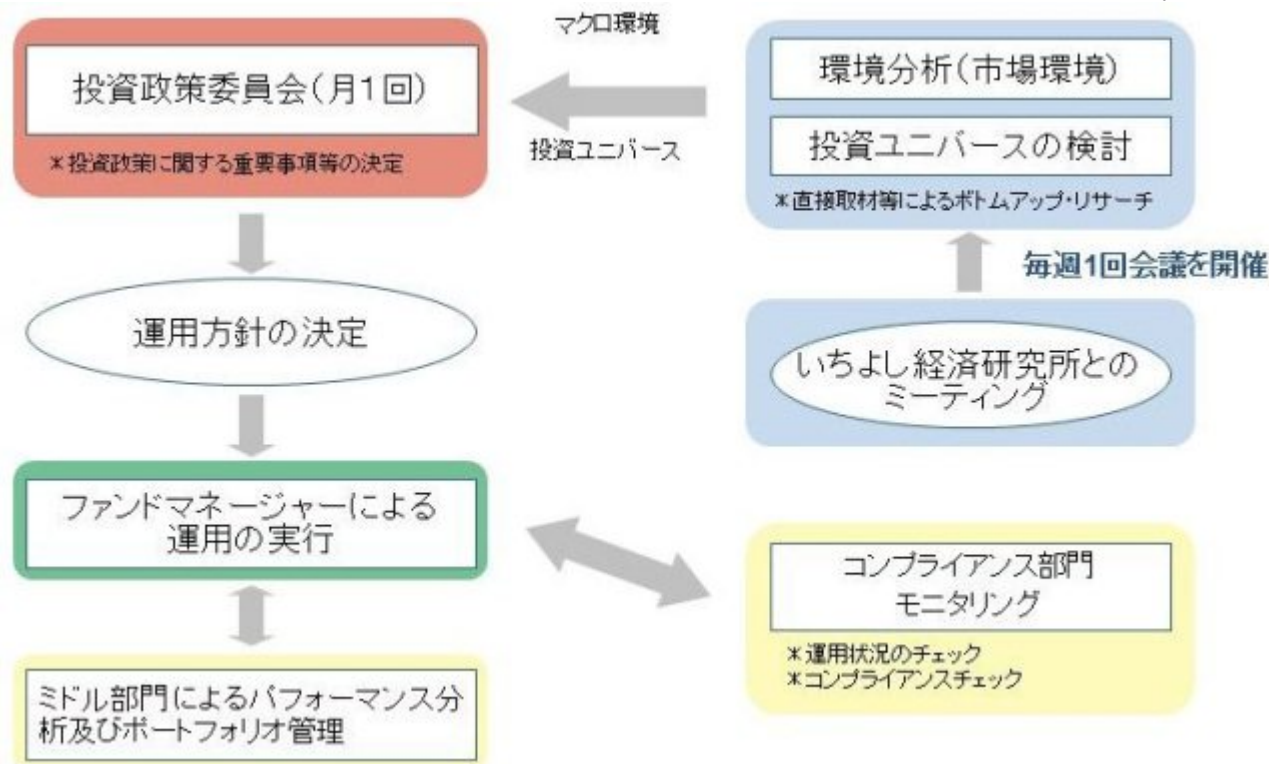 投資政策委員会(月1回)
*投資政策に関する重要事項等の決定
マクロ環境
投資ユニバース
環境分析(市場環境)
投資ユニバースの検討
*直接取材等によるボトムアップ・リサーチ
毎週1回会議を開催
いちよし経済研究所との
ミーティング
運用方針の決定
ファンドマネージャーによる
運用の実行
コンプライアンス部門
モニタリング
*運用状況のチェック
*コンプライアンスチェック
ミドル部門によるパフォーマンス分
析及びポートフォリオ管理